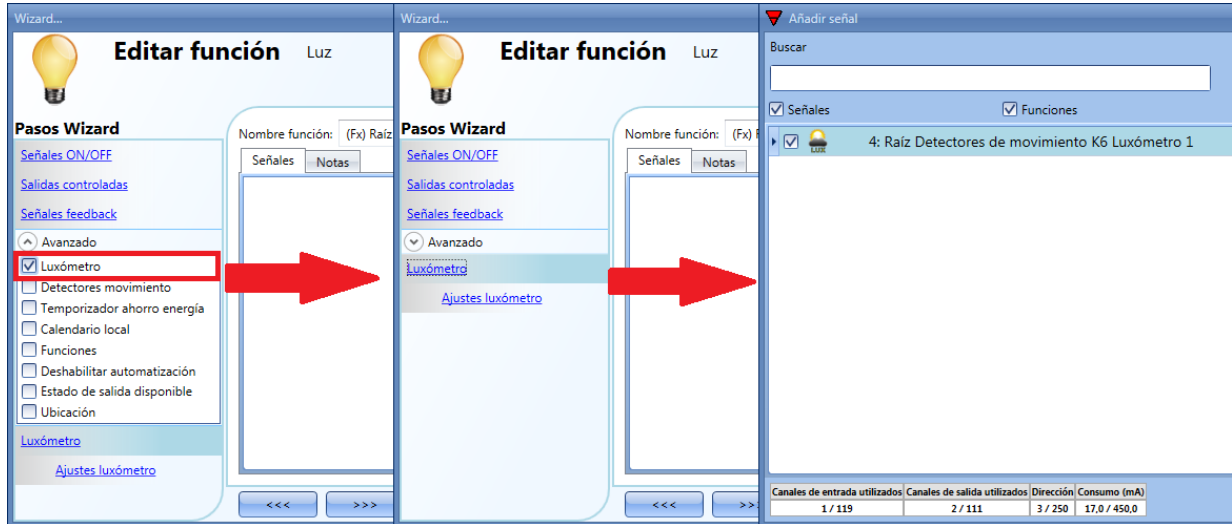 Wizard...
Editar función Luz
Pasos Wizard
Señales ON/OFF
Salidas controladas
Señales feedback
Avanzado
Luxómetro
Detectores movimiento
Temporizador ahorro energía
Calendario local
Funciones
Deshabilitar automatización
Estado de salida disponible
Ubicación
Luxómetro
Ajustes luxómetro
Nombre función: (Fx) Raíz
Señales Notas
<<< >>>
Wizard...
Editar función Luz
Pasos Wizard
Señales ON/OFF
Salidas controladas
Señales feedback
Avanzado
Luxómetro
Ajustes luxómetro
Nombre función: (Fx)
Señales Notas
<<< >>
Añadir señal
Buscar
Señales Funciones
LUX 4: Raíz Detectores de movimiento K6 Luxómetro 1
Canales de entrada utilizados Canales de salida utilizados Dirección Consumo (mA)
1 / 119 2 / 111 3 / 250 17,0 / 450,0